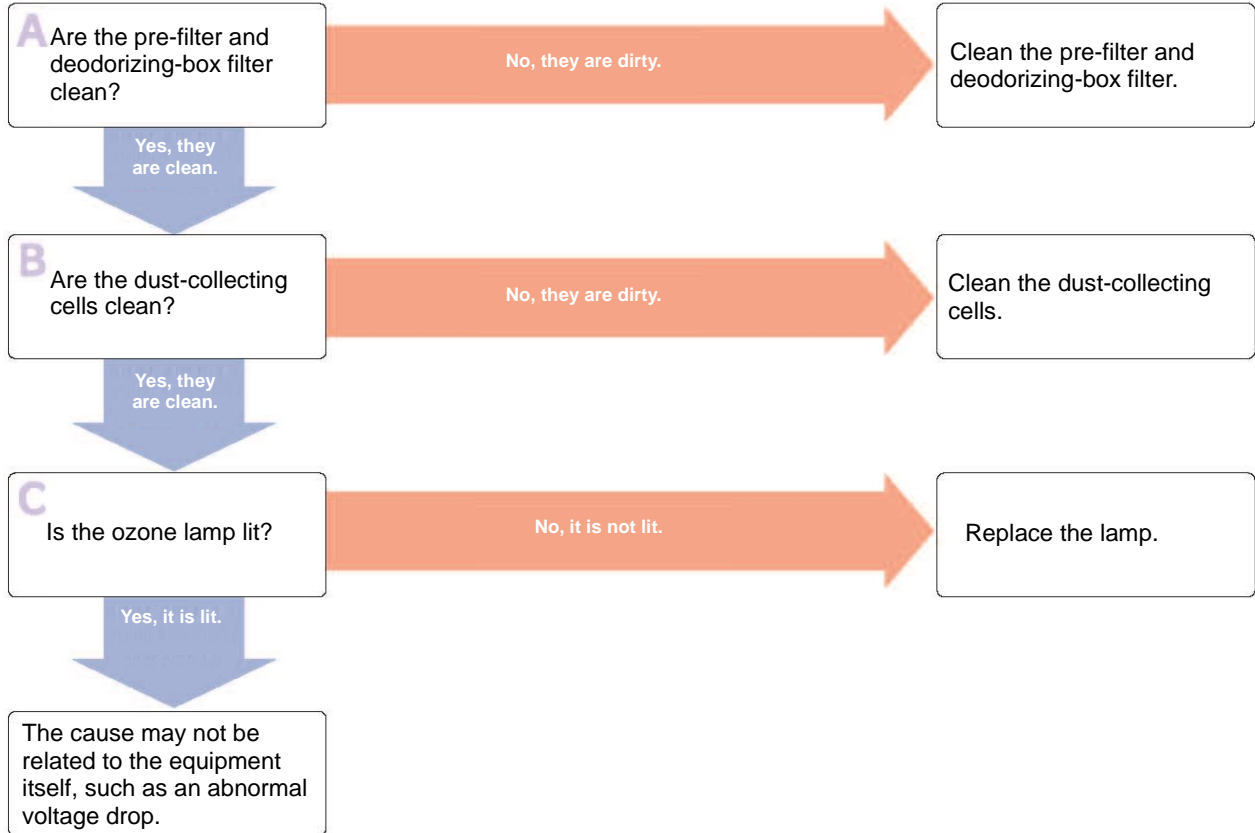 A
Are the pre-filter and
deodorizing-box filter
clean?
No, they are dirty.
Clean the pre-filter and
deodorizing-box filter.
Yes, they
are clean.
B
Are the dust-collecting
cells clean?
No, they are dirty.
Clean the dust-collecting
cells.
Yes, they
are clean.
C
Is the ozone lamp lit?
No, it is not lit.
Replace the lamp.
Yes, it is lit.
The cause may not be
related to the equipment
itself, such as an abnormal
voltage drop.